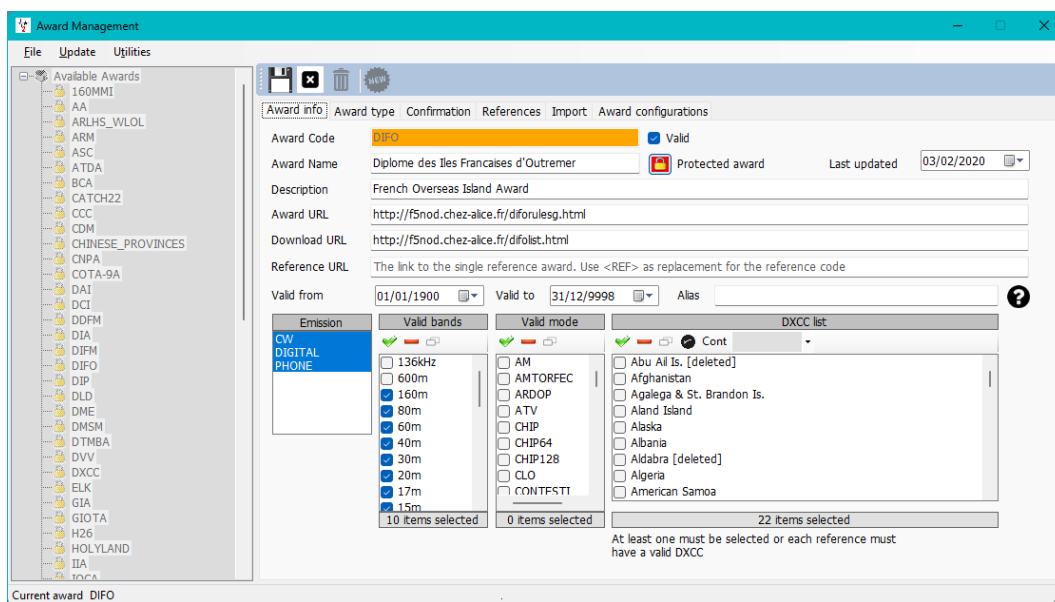 Award Management
File Update Utilities
Available Awards
160MMI
AA
ARLHS_WLOL
ARM
ASC
ATDA
BCA
CATCH22
CCC
CDM
CHINESE_PROVINCES
CNPA
COTA-9A
DAI
DCI
DDFM
DIA
DIFM
DIFO
DIP
DLD
DME
DMSM
DTMBA
DVV
DXCC
ELK
GIA
GIOTA
H26
HOLYLAND
IIA
IOCA
NEW
Award info Award type Confirmation References Import Award configurations
Award Code DIFO Valid
Award Name Diplome des Iles Francaises d'Outremer Protected award Last updated 03/02/2020
Description French Overseas Island Award
Award URL http://f5nod.chez-alice.fr/diforulesg.html
Download URL http://f5nod.chez-alice.fr/difolist.html
Reference URL The link to the single reference award. Use <REF> as replacement for the reference code
Valid from 01/01/1900 Valid to 31/12/9998 Alias
Emission
CW
DIGITAL
PHONE
Valid bands
136kHz
600m
160m
80m
60m
40m
30m
20m
17m
15m
10 items selected
Valid mode
AM
AMTORFEC
ARDOP
ATV
CHIP
CHIP64
CHIP128
CLO
CONTESTI
0 items selected
DXCC list
Cont
Abu Ail Is. [deleted]
Afghanistan
Agalega & St. Brandon Is.
Aland Island
Alaska
Albania
Aldabra [deleted]
Algeria
American Samoa
22 items selected
At least one must be selected or each reference must
have a valid DXCC
Current award DIFO